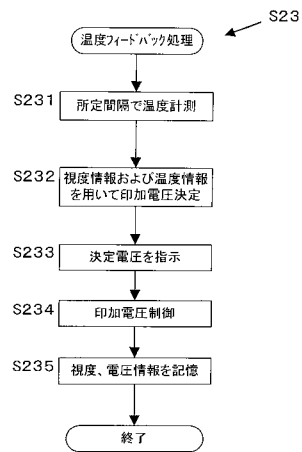 S23
温度フィードバック処理
S231
所定間隔で温度計測
S232
視度情報および温度情報
を用いて印加電圧決定
S233
決定電圧を指示
S234
印加電圧制御
S235
視度、電圧情報を記憶
終了